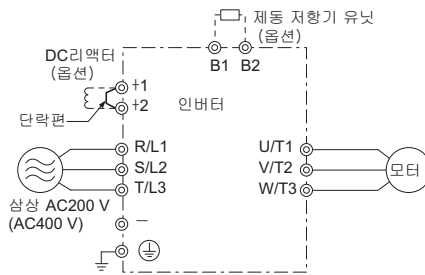 제동 저항기 유닛
(옵션)
B1 B2
DC리액터
(옵션)
+1
+2
단락편
인버터
R/L1
S/L2
T/L3
U/T1
V/T2
W/T3
모터
삼상 AC200 V
(AC400 V)
−